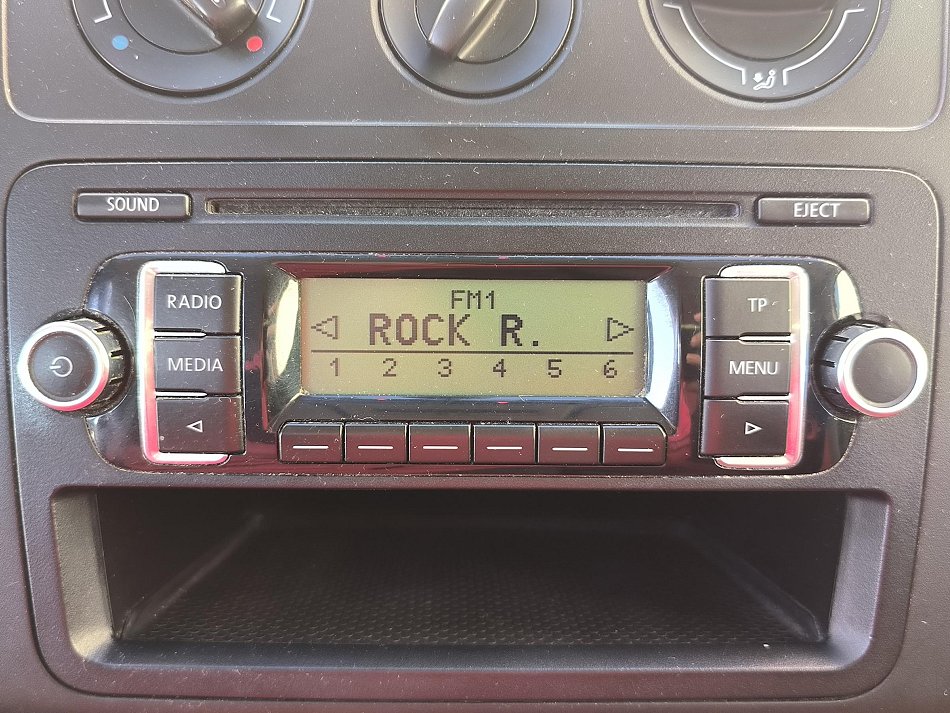 SOUND
EJECT
RADIO
MEDIA
FM1
ROCK R.
1 2 3 4 5 6
TP
MENU